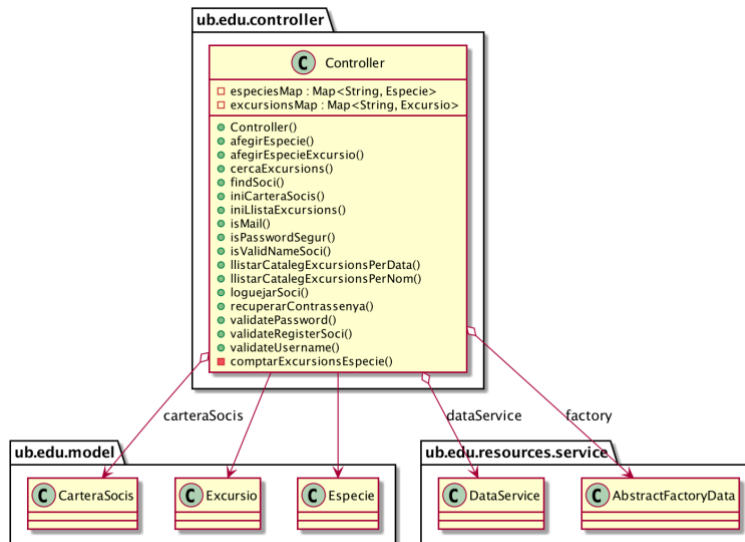 ub.edu.controller
C Controller
especiesMap : Map<String, Especie>
excursionsMap : Map<String, Excursio>
Controller()
afegirEspecie()
afegirEspecieExcursio()
cercaExcursions()
findSoci()
iniCarteraSocis()
iniLlistaExcursions()
isMail()
isPasswordSegur()
isValidNameSoci()
llistarCatalegExcursionsPerData()
llistarCatalegExcursionsPerNom()
loguejarSoci()
recuperarContrassenya()
validatePassword()
validateRegisterSoci()
validateUsername()
comptarExcursionsEspecie()
carteraSocis
dataService
factory
ub.edu.model
C CarteraSocis
C Excursio
C Especie
ub.edu.resources.service
C DataService
C AbstractFactoryData